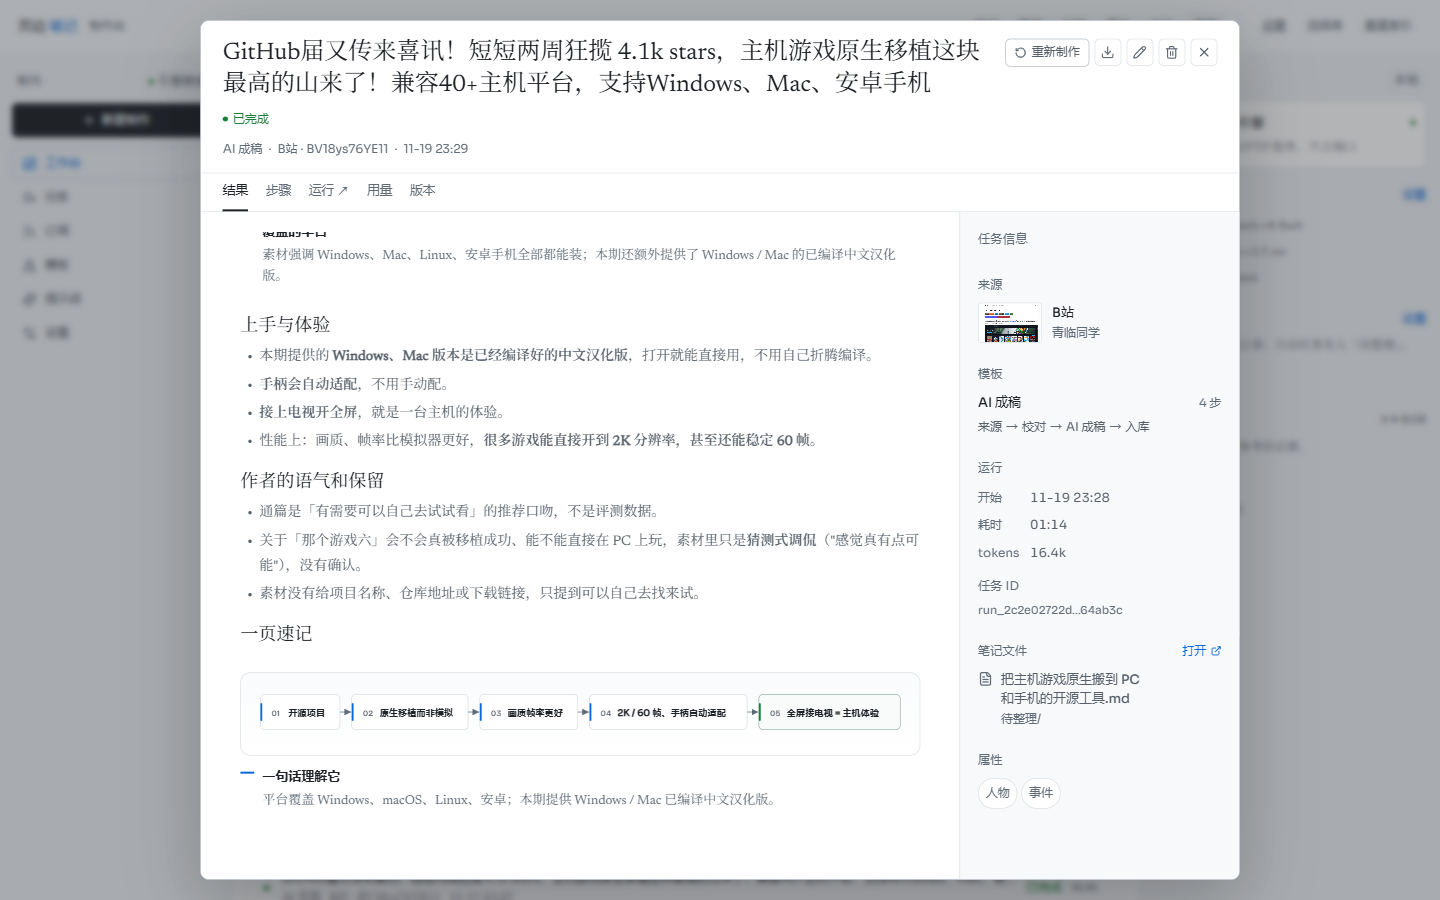 GitHub届又传来喜讯！短短两周狂揽 4.1k stars，主机游戏原生移植这块
最高的山来了！兼容40+主机平台，支持Windows、Mac、安卓手机
重新制作
已完成
AI 成稿 · B站 · BV18ys76YE11 · 11-19 23:29
结果
步骤
运行 ↗
用量
版本
覆盖的平台
素材强调 Windows、Mac、Linux、安卓手机全部都能装；本期还额外提供了 Windows / Mac 的已编译中文汉化
版。
上手与体验
• 本期提供的 Windows、Mac 版本是已经编译好的中文汉化版，打开就能直接用，不用自己折腾编译。
• 手柄会自动适配，不用手动配。
• 接上电视开全屏，就是一台主机的体验。
• 性能上：画质、帧率比模拟器更好，很多游戏能直接开到 2K 分辨率，甚至还能稳定 60 帧。
作者的语气和保留
• 通篇是「有需要可以自己去试试看」的推荐口吻，不是评测数据。
• 关于「那个游戏六」会不会真被移植成功、能不能直接在 PC 上玩，素材里只是猜测式调侃（"感觉真有点可
能"），没有确认。
• 素材没有给项目名称、仓库地址或下载链接，只提到可以自己去找来试。
一页速记
01 开源项目
02 原生移植而非模拟
03 画质帧率更好
04 2K / 60 帧、手柄自动适配
05 全屏接电视 = 主机体验
一句话理解它
平台覆盖 Windows、macOS、Linux、安卓；本期提供 Windows / Mac 已编译中文汉化版。
任务信息
来源
B站
青临同学
模板
AI 成稿
4 步
来源 → 校对 → AI 成稿 → 入库
运行
开始 11-19 23:28
耗时 01:14
tokens 16.4k
任务 ID
run_2c2e02722d...64ab3c
笔记文件
打开
把主机游戏原生搬到 PC
和手机的开源工具.md
待整理/
属性
人物
事件